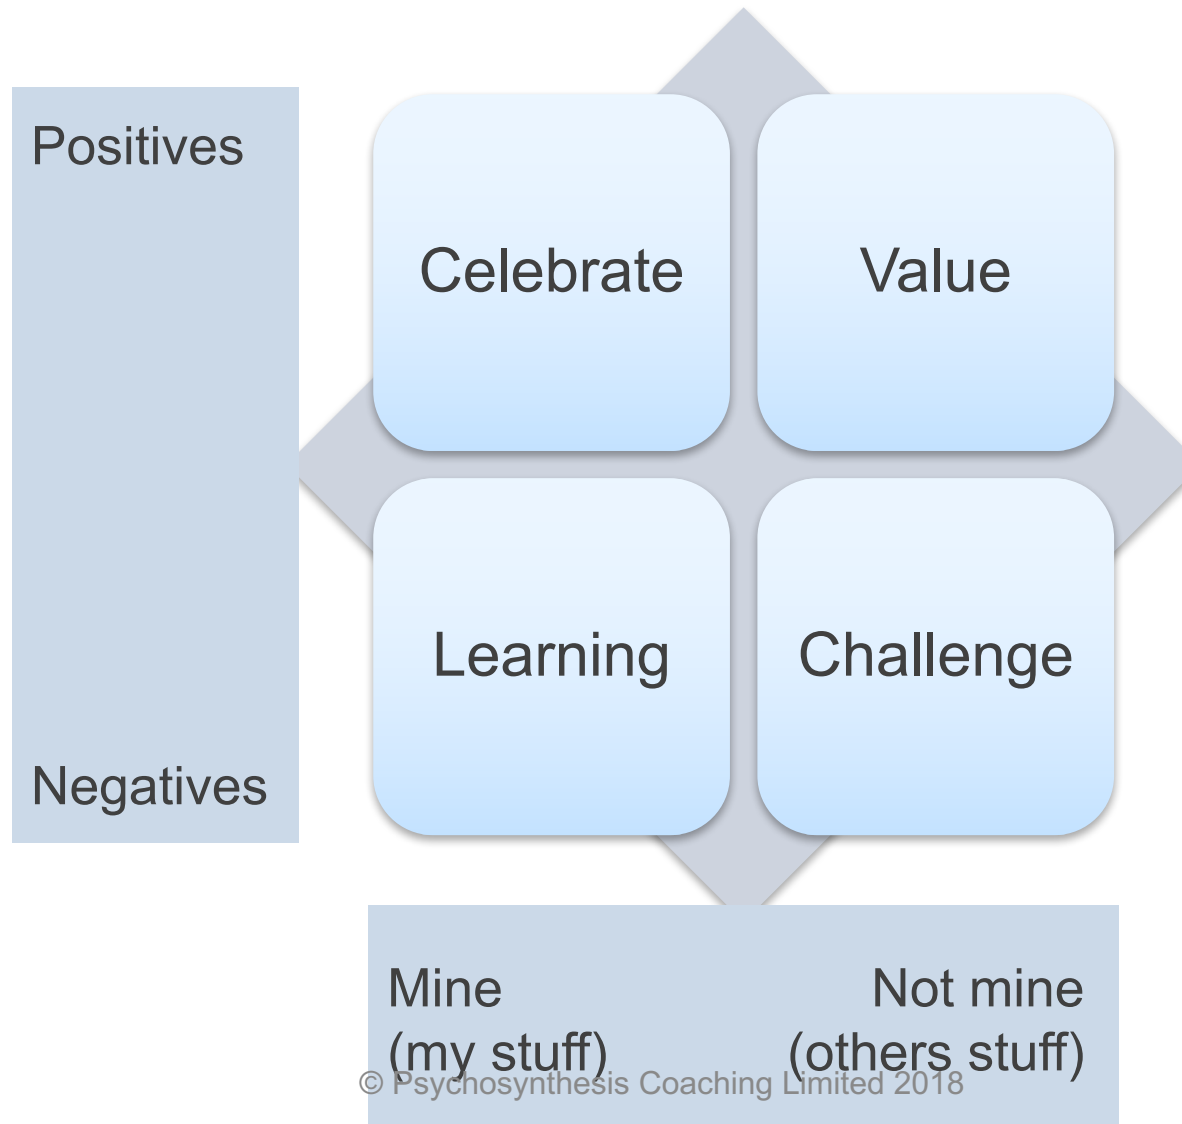 Positives
Celebrate
Value
Learning
Challenge
Negatives
Mine
(my stuff)
Not mine
(others stuff)
© Psychosynthesis Coaching Limited 2018